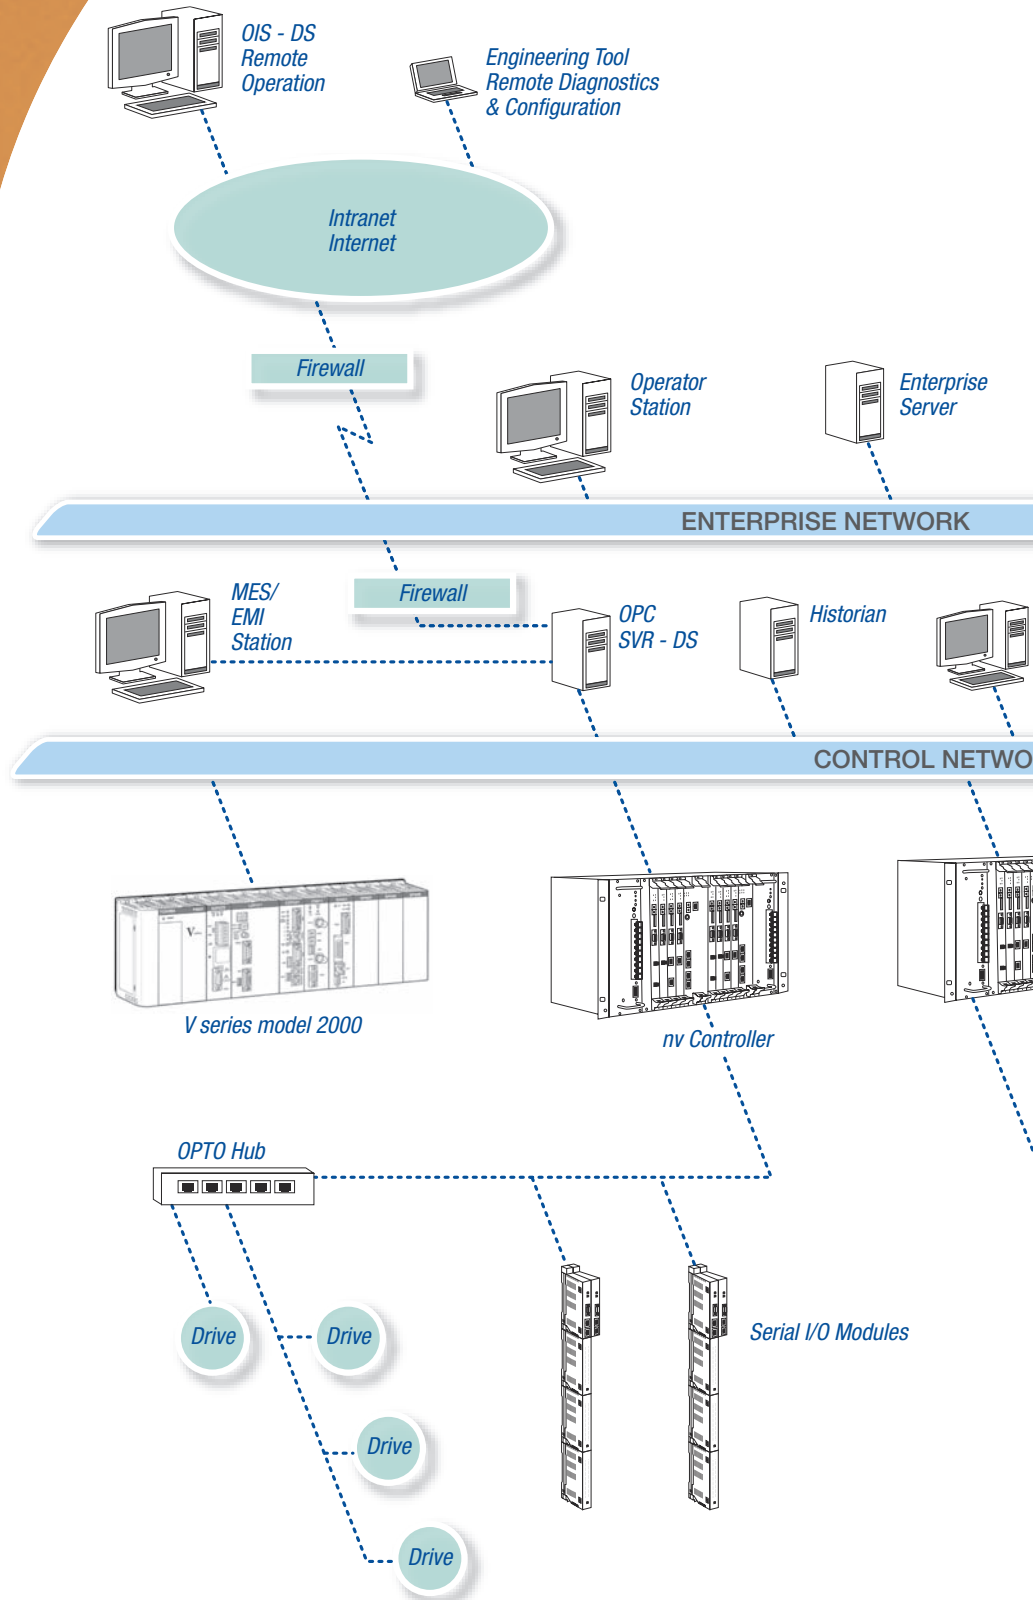 OIS - DS
Remote
Operation
Engineering Tool
Remote Diagnostics
& Configuration
Intranet
Internet
Firewall
Operator
Station
Enterprise
Server
ENTERPRISE NETWORK
MES/
EMI
Station
Firewall
OPC
SVR - DS
Historian
CONTROL NETWO
V series model 2000
nv Controller
OPTO Hub
Drive
Drive
Serial I/O Modules
Drive
Drive